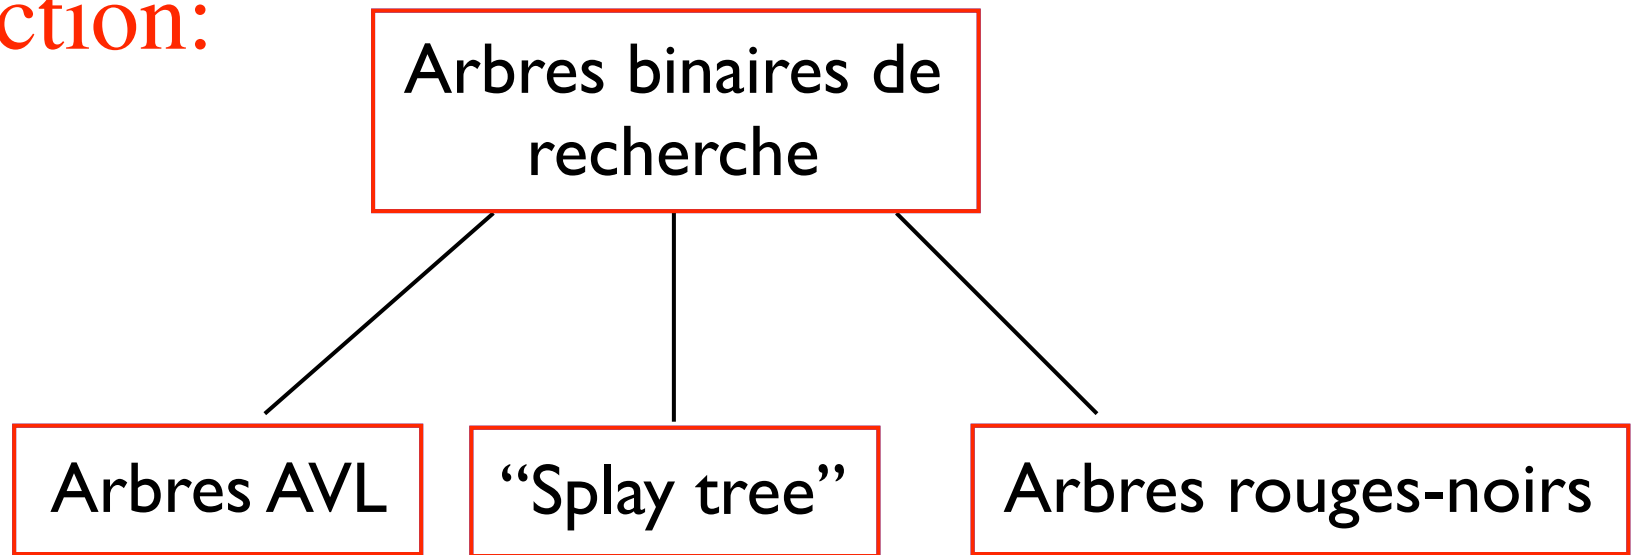 ction:
Arbres binaires de
recherche
Arbres AVL
“Splay tree”
Arbres rouges-noirs